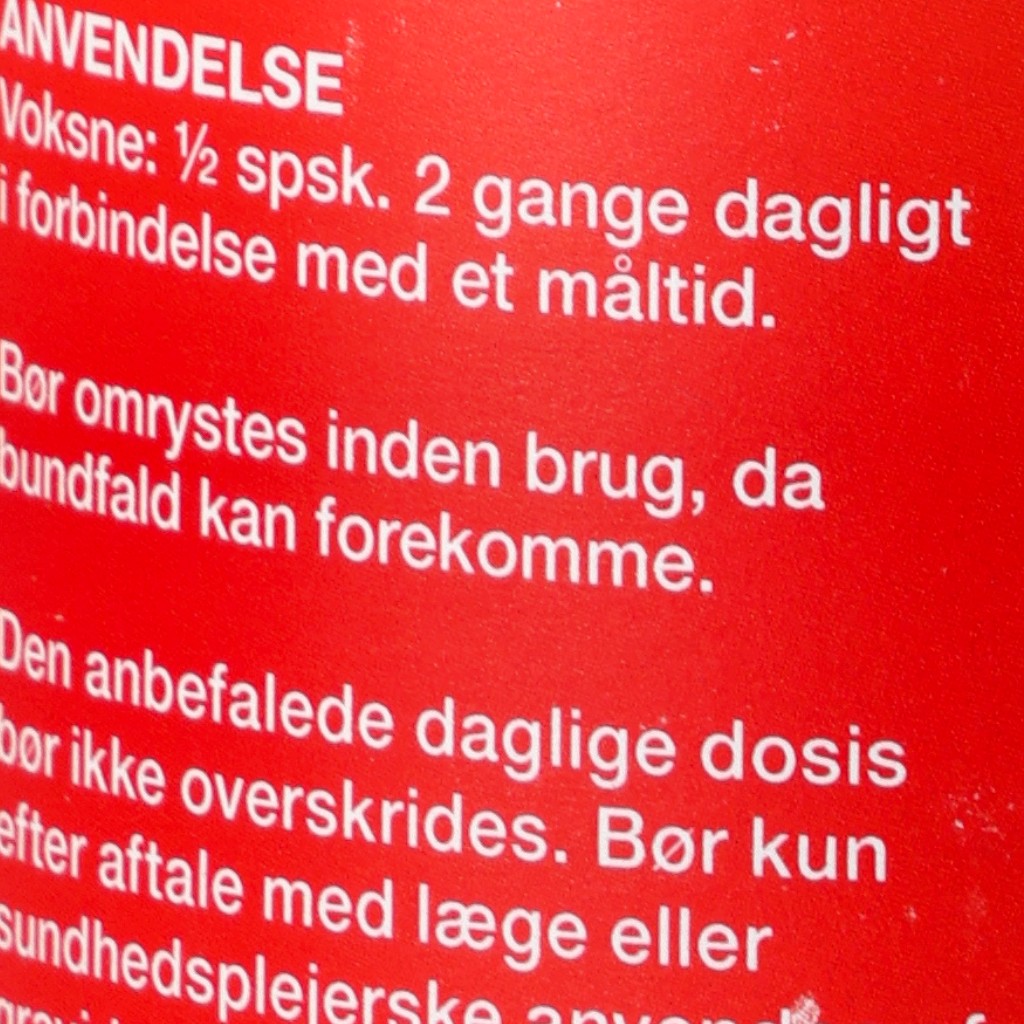 ANVENDELSE
Voksne: ½ spsk. 2 gange dagligt
i forbindelse med et måltid.
Bør omrystes inden brug, da
bundfald kan forekomme.
Den anbefalede daglige dosis
bør ikke overskrides. Bør kun
efter aftale med læge eller
sundhedsplejerske